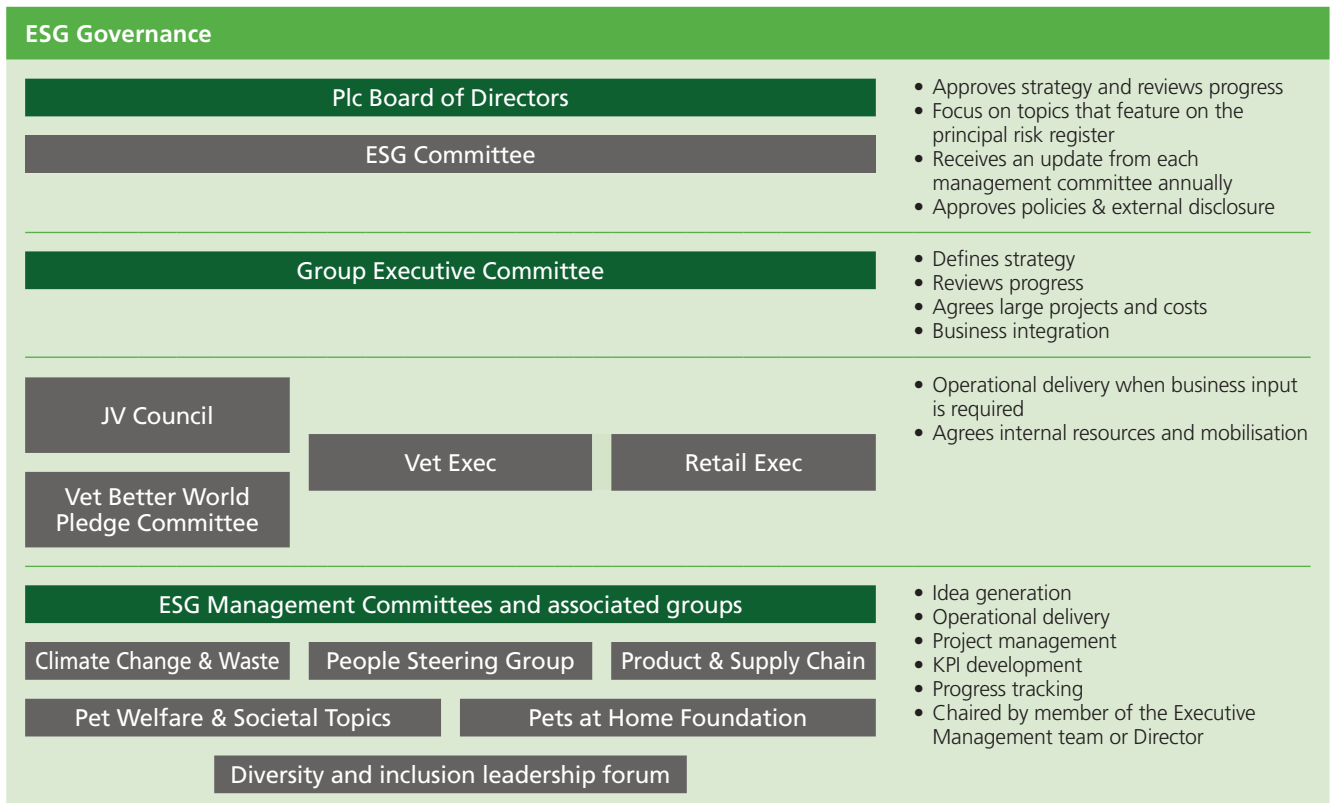 ESG Governance
Plc Board of Directors
ESG Committee
• Approves strategy and reviews progress
• Focus on topics that feature on the
principal risk register
• Receives an update from each
management committee annually
• Approves policies & external disclosure
Group Executive Committee
• Defines strategy
• Reviews progress
• Agrees large projects and costs
• Business integration
JV Council
Vet Better World
Pledge Committee
Vet Exec
Retail Exec
• Operational delivery when business input
is required
• Agrees internal resources and mobilisation
ESG Management Committees and associated groups
Climate Change & Waste
People Steering Group
Product & Supply Chain
Pet Welfare & Societal Topics
Pets at Home Foundation
Diversity and inclusion leadership forum
• Idea generation
• Operational delivery
• Project management
• KPI development
• Progress tracking
• Chaired by member of the Executive
Management team or Director